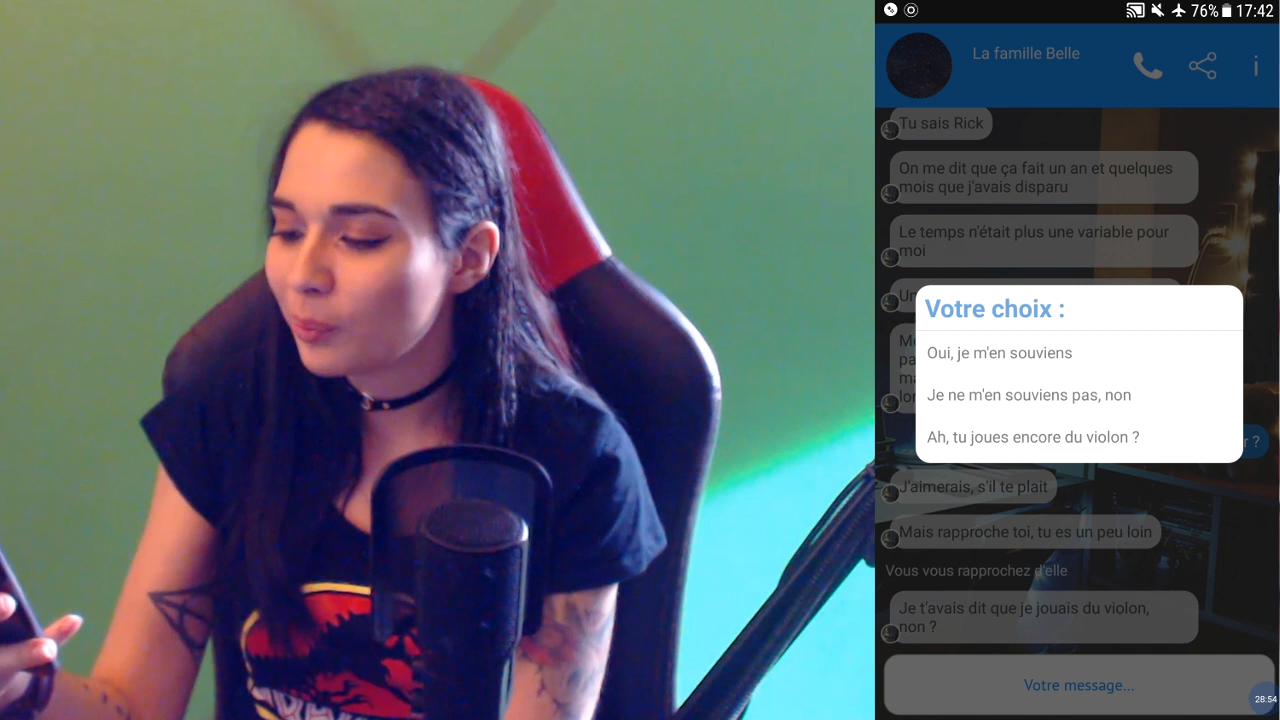 76% 17:42
La famille Belle
Tu sais Rick
On me dit que ça fait un an et quelques
mois que j'avais disparu
Le temps n'était plus une variable pour
moi
Votre choix :
Oui, je m'en souviens
Je ne m'en souviens pas, non
Ah, tu joues encore du violon ?
r ?
J'aimerais, s'il te plait
Mais rapproche toi, tu es un peu loin
Vous vous rapprochez d'elle
Je t'avais dit que je jouais du violon,
non ?
Votre message...
28:54